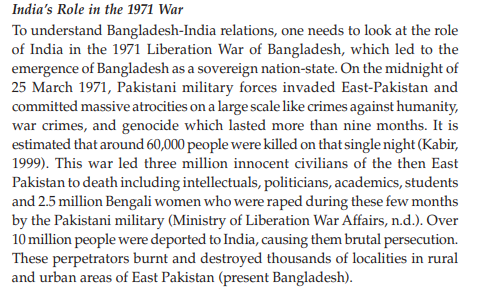 India's Role in the 1971 War
To understand Bangladesh-India relations, one needs to look at the role
of India in the 1971 Liberation War of Bangladesh, which led to the
emergence of Bangladesh as a sovereign nation-state. On the midnight of
25 March 1971, Pakistani military forces invaded East-Pakistan and
committed massive atrocities on a large scale like crimes against humanity,
war crimes, and genocide which lasted more than nine months. It is
estimated that around 60,000 people were killed on that single night (Kabir,
1999). This war led three million innocent civilians of the then East
Pakistan to death including intellectuals, politicians, academics, students
and 2.5 million Bengali women who were raped during these few months
by the Pakistani military (Ministry of Liberation War Affairs, n.d.). Over
10 million people were deported to India, causing them brutal persecution.
These perpetrators burnt and destroyed thousands of localities in rural
and urban areas of East Pakistan (present Bangladesh).